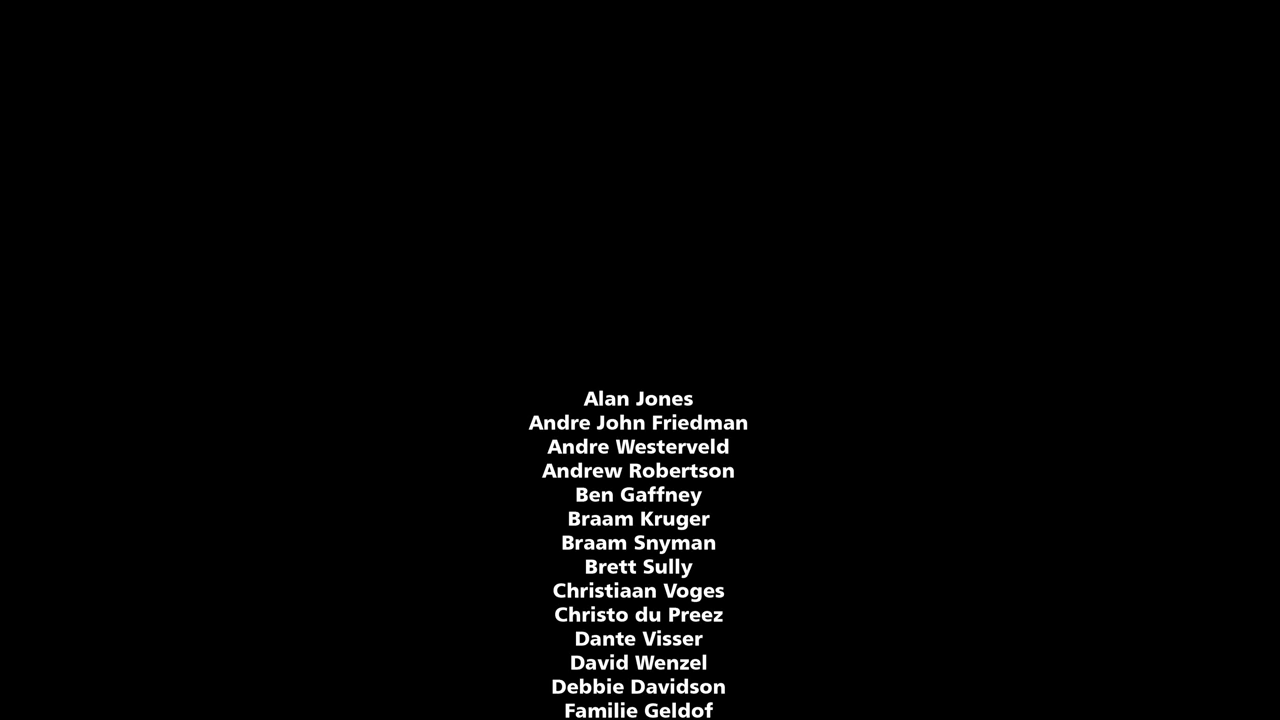 Alan Jones
Andre John Friedman
Andre Westerveld
Andrew Robertson
Ben Gaffney
Braam Kruger
Braam Snyman
Brett Sully
Christiaan Voges
Christo du Preez
Dante Visser
David Wenzel
Debbie Davidson
Familie Geldof